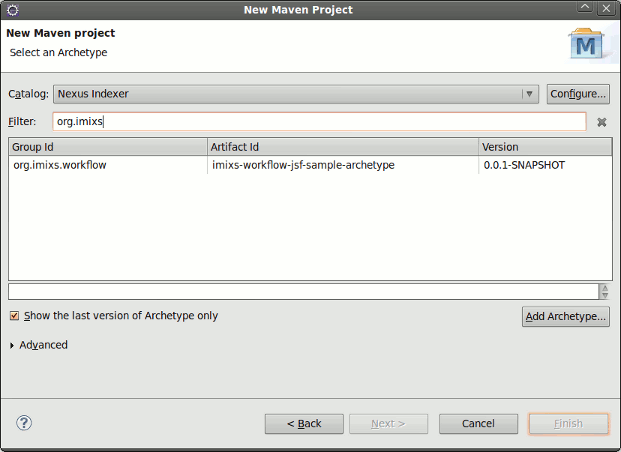 New Maven Project
New Maven project
Select an Archetype
M
Catalog: Nexus Indexer Configure...
Filter: org.imixs
Group Id Artifact Id Version
org.imixs.workflow imixs-workflow-jsf-sample-archetype 0.0.1-SNAPSHOT
Show the last version of Archetype only Add Archetype...
Advanced
? < Back Next > Cancel Finish